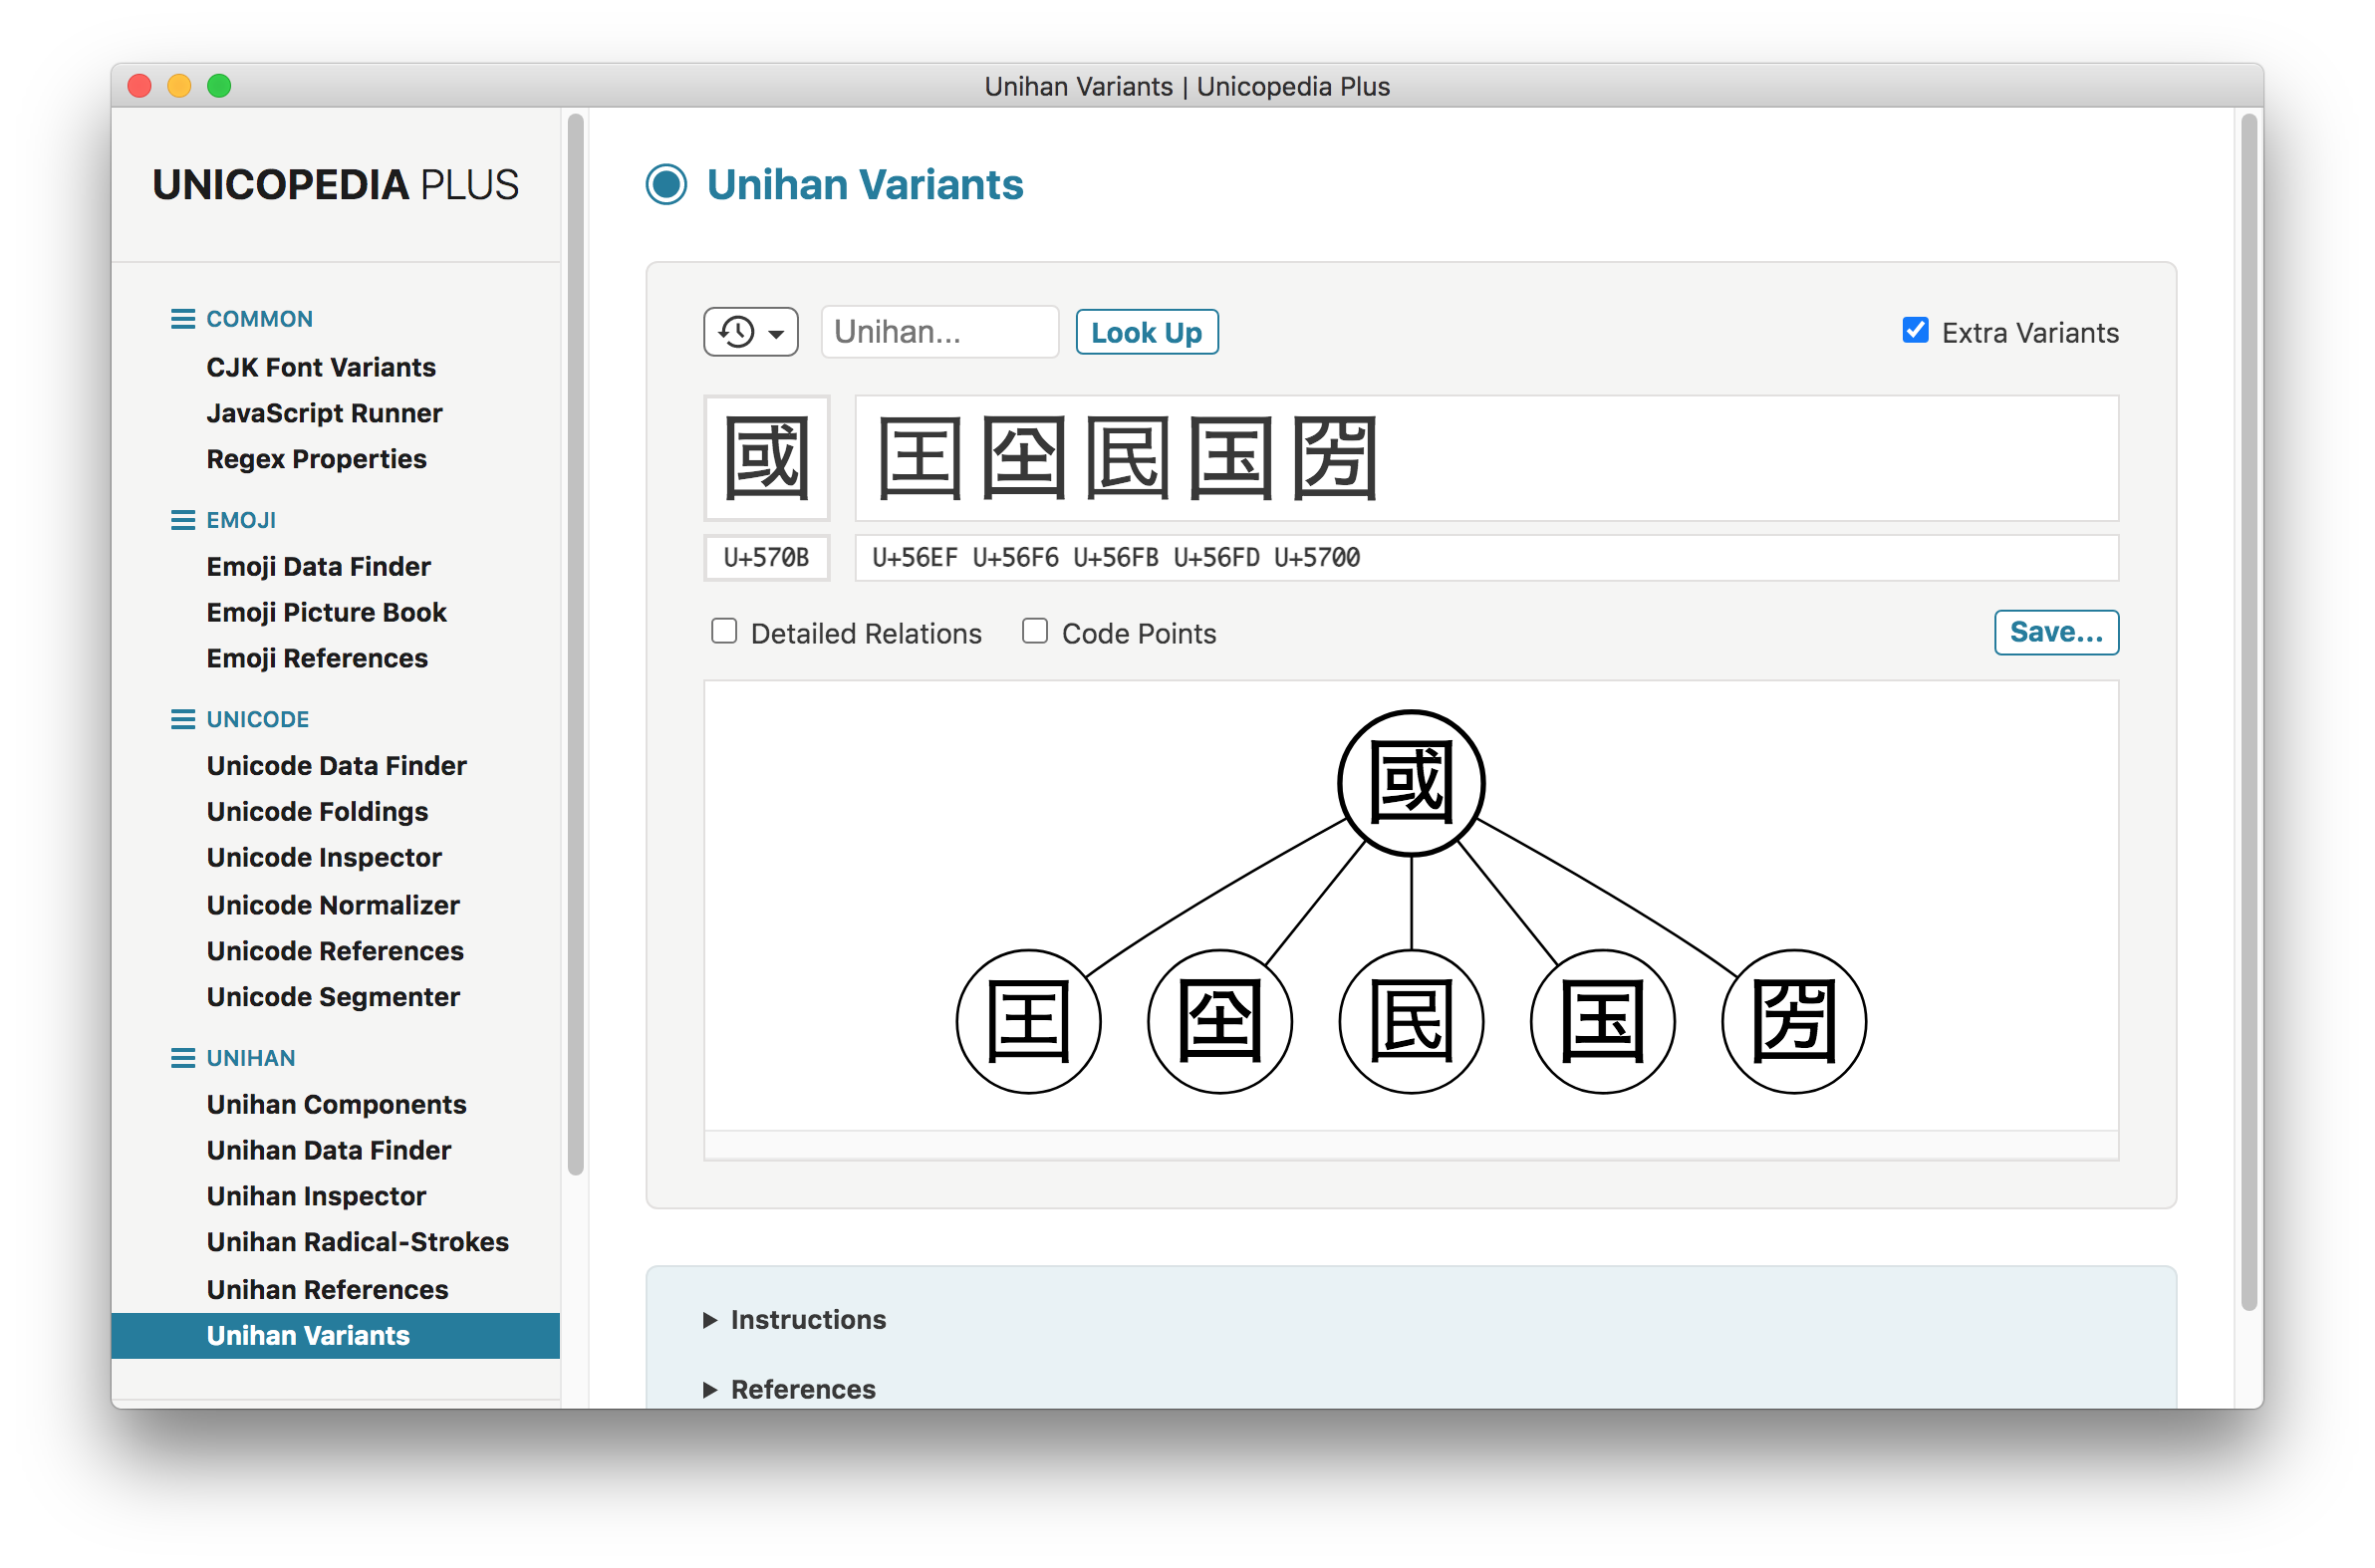 Unihan Variants | Unicopedia Plus
UNICOPEDIA PLUS
COMMON
CJK Font Variants
JavaScript Runner
Regex Properties
EMOJI
Emoji Data Finder
Emoji Picture Book
Emoji References
UNICODE
Unicode Data Finder
Unicode Foldings
Unicode Inspector
Unicode Normalizer
Unicode References
Unicode Segmenter
UNIHAN
Unihan Components
Unihan Data Finder
Unihan Inspector
Unihan Radical-Strokes
Unihan References
Unihan Variants
Unihan Variants
Unihan... Look Up Extra Variants
國 囯 囶 囻 国 圀
U+570B U+56EF U+56F6 U+56FB U+56FD U+5700
Detailed Relations Code Points Save...
國
囯 囶 囻 国 圀
Instructions
References